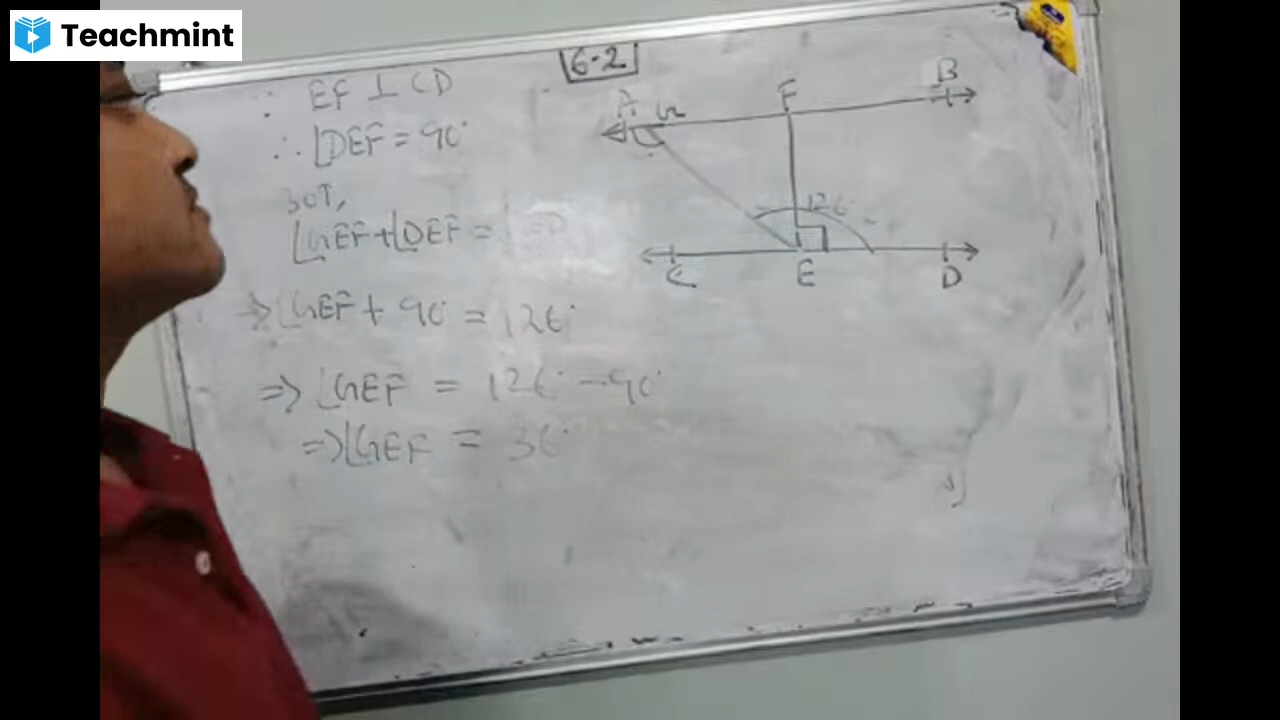 Teachmint
6.2
∵ EF ⊥ CD
∴ ∠DEF = 90°
BUT,
∠GEF + ∠DEF = ∠GED
⇒ ∠GEF + 90° = 126°
⇒ ∠GEF = 126° - 90°
⇒ ∠GEF = 36°
A G F B
126°
C E D